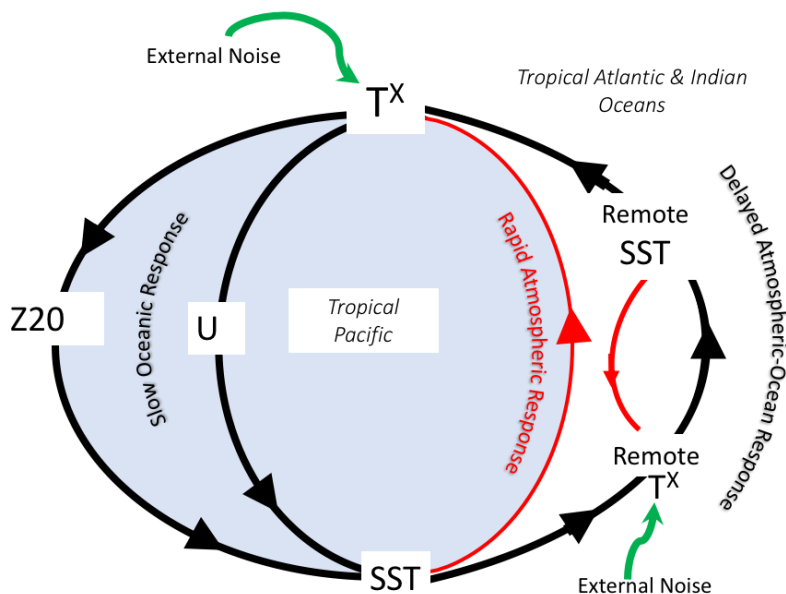 External Noise
T^X
Tropical Atlantic & Indian
Oceans
Slow Oceanic Response
Rapid Atmospheric Response
Delayed Atmospheric-Ocean Response
Remote
SST
Z20
U
Tropical
Pacific
Remote
T^X
SST
External Noise